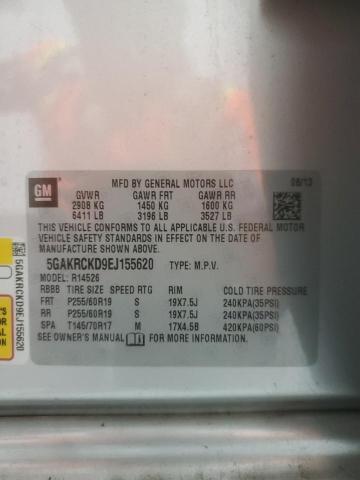 GM
MFD BY GENERAL MOTORS LLC 08/13
GVWR GAWR FRT GAWR RR
2908 KG 1450 KG 1600 KG
6411 LB 3196 LB 3527 LB
THIS VEHICLE CONFORMS TO ALL APPLICABLE U.S. FEDERAL MOTOR
VEHICLE SAFETY STANDARDS IN EFFECT ON THE DATE OF
MANUFACTURE SHOWN ABOVE.
5GAKRCKD9EJ155620 TYPE: M.P.V.
MODEL: R14526
RBBB TIRE SIZE SPEED RTG RIM COLD TIRE PRESSURE
FRT P255/60R19 S 19X7.5J 240KPA(35PSI)
RR P255/60R19 S 19X7.5J 240KPA(35PSI)
SPA T145/70R17 M 17X4.5B 420KPA(60PSI)
SEE OWNER'S MANUAL FOR MORE INFORMATION.
5GAKRCKD9EJ155620